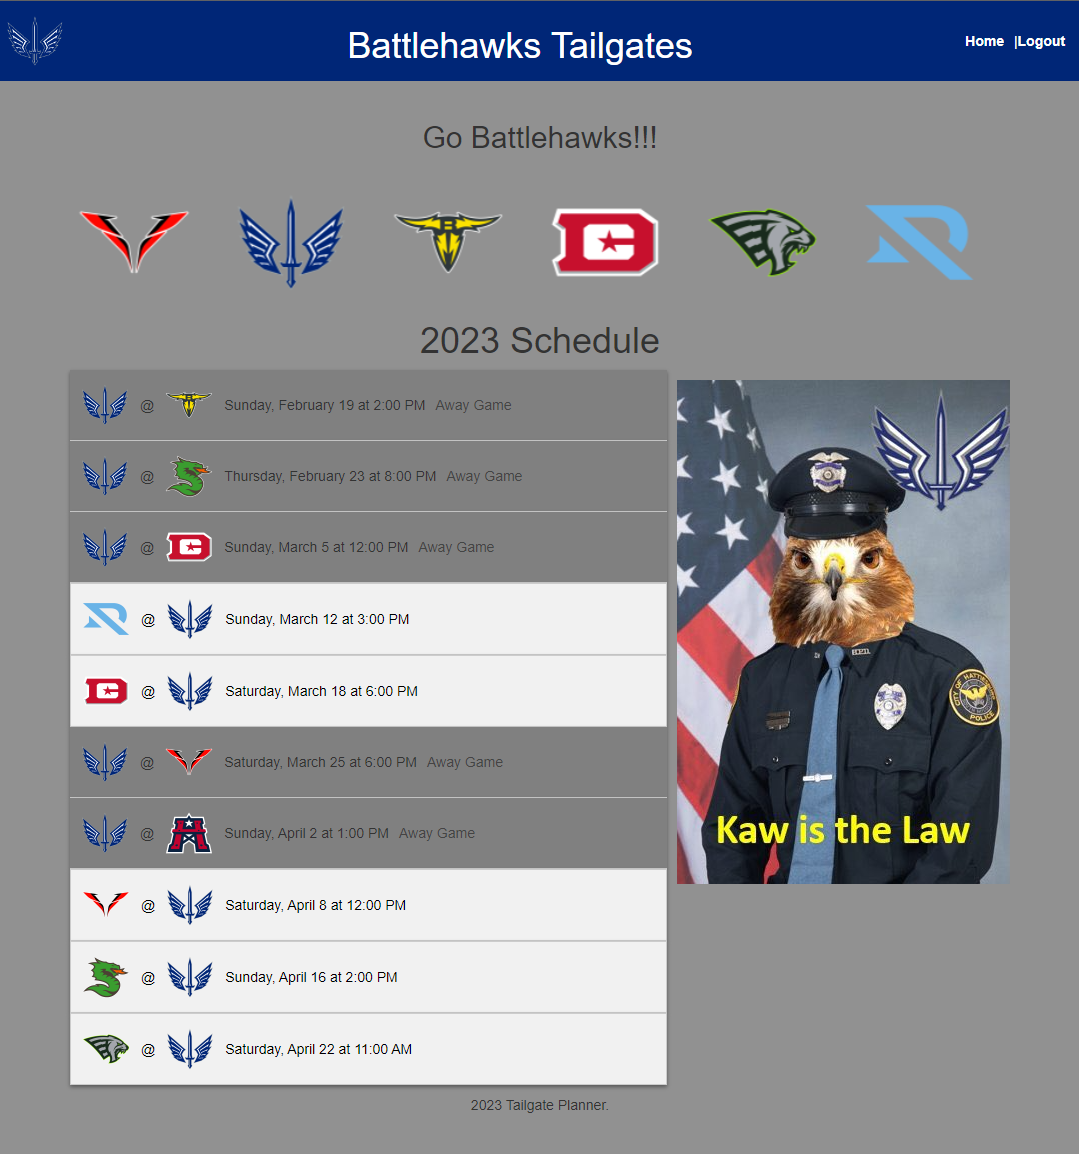 Battlehawks Tailgates
Home |Logout
Go Battlehawks!!!
2023 Schedule
@ Sunday, February 19 at 2:00 PM Away Game
@ Thursday, February 23 at 8:00 PM Away Game
@ Sunday, March 5 at 12:00 PM Away Game
@ Sunday, March 12 at 3:00 PM
@ Saturday, March 18 at 6:00 PM
@ Saturday, March 25 at 6:00 PM Away Game
@ Sunday, April 2 at 1:00 PM Away Game
@ Saturday, April 8 at 12:00 PM
@ Sunday, April 16 at 2:00 PM
@ Saturday, April 22 at 11:00 AM
CITY OF
POLICE
Kaw is the Law
2023 Tailgate Planner.